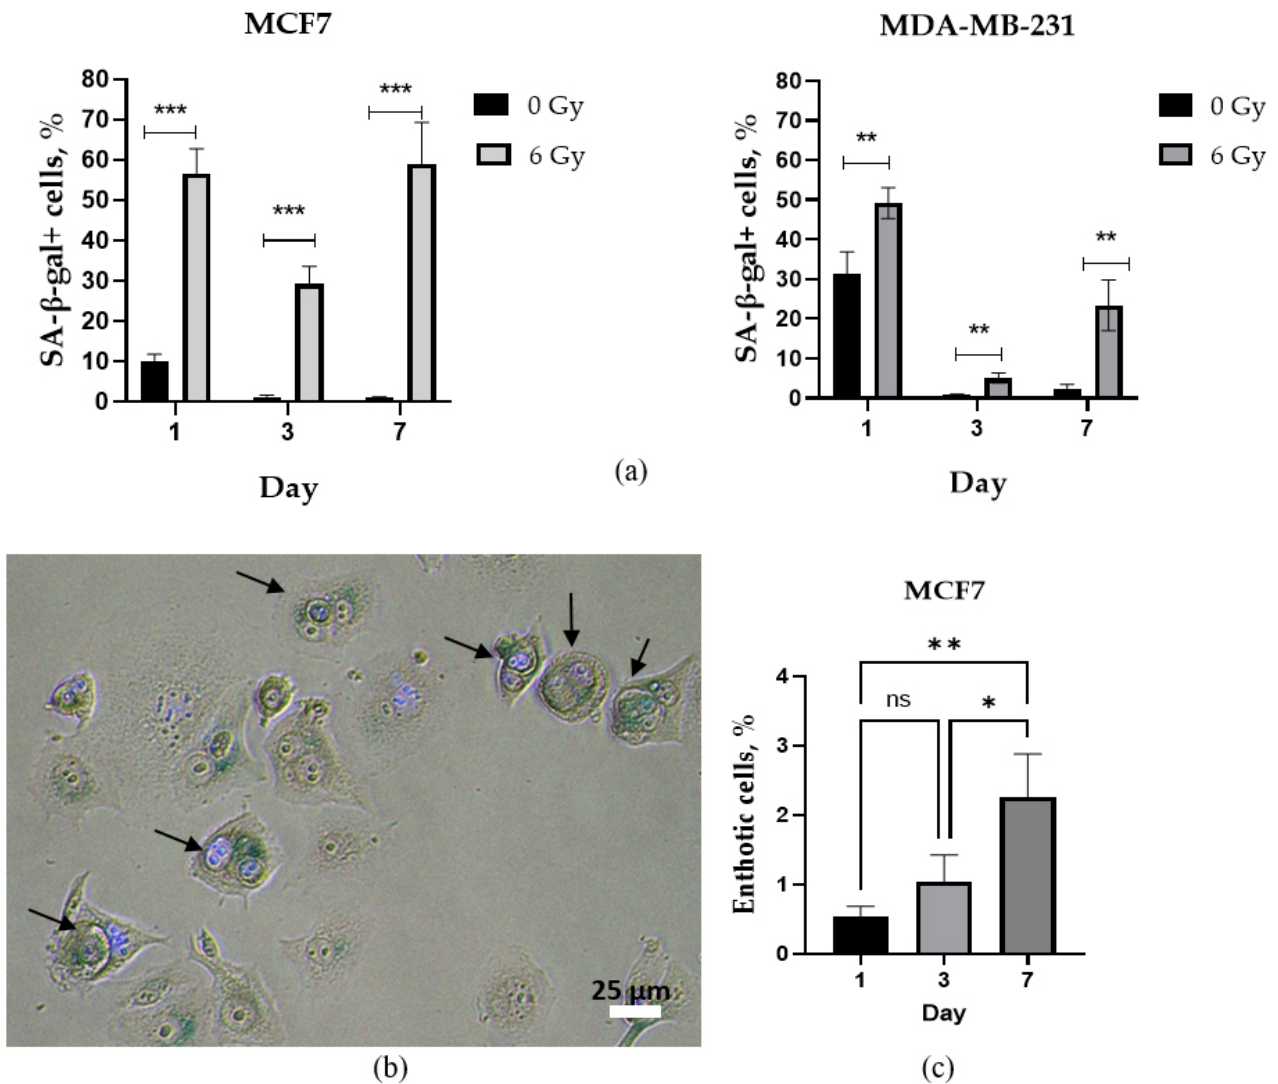 MCF7
SA-β-gal+ cells, %
80
70
60
50
40
30
20
10
0
***
***
***
0 Gy
6 Gy
1 3 7
Day
MDA-MB-231
SA-β-gal+ cells, %
80
70
60
50
40
30
20
10
0
**
**
**
0 Gy
6 Gy
1 3 7
Day
(a)
25 µm
(b)
MCF7
Enthotic cells, %
4
3
2
1
0
**
ns
*
1 3 7
Day
(c)